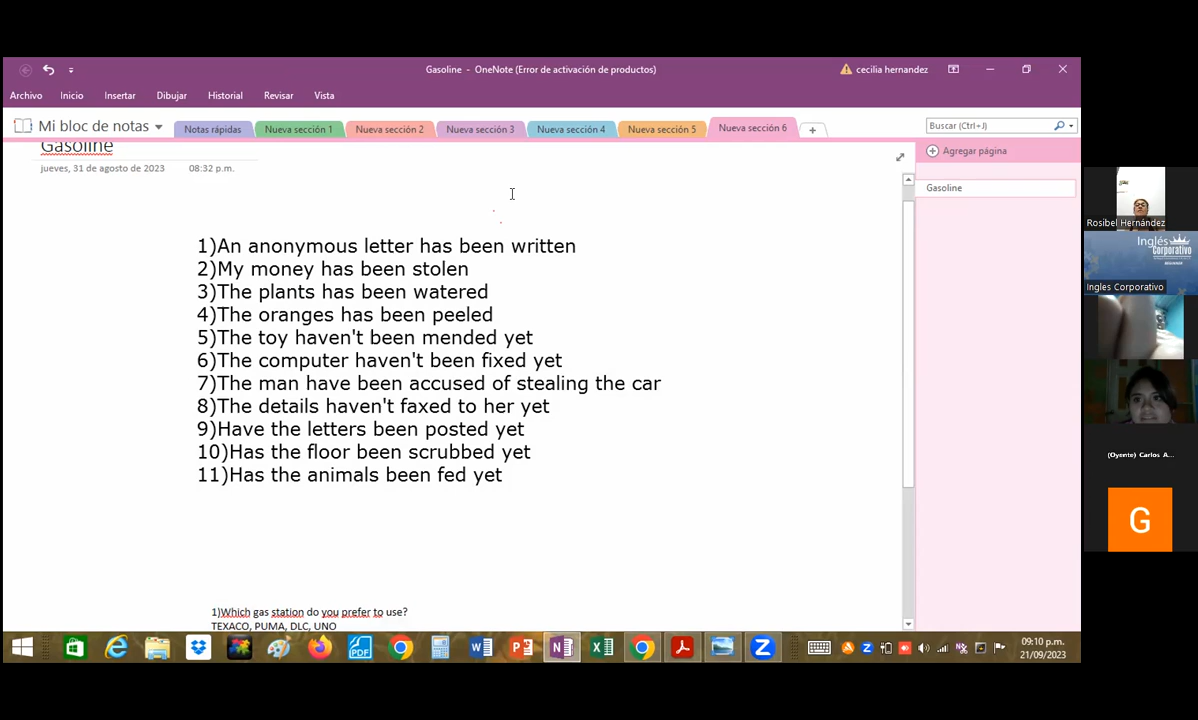 Gasoline - OneNote (Error de activación de productos)
cecilia hernandez
Archivo Inicio Insertar Dibujar Historial Revisar Vista
Mi bloc de notas
Notas rápidas Nueva sección 1 Nueva sección 2 Nueva sección 3 Nueva sección 4 Nueva sección 5 Nueva sección 6 +
Buscar (Ctrl+J)
Gasoline
jueves, 31 de agosto de 2023 08:32 p.m.
Agregar página
Gasoline
1)An anonymous letter has been written
2)My money has been stolen
3)The plants has been watered
4)The oranges has been peeled
5)The toy haven't been mended yet
6)The computer haven't been fixed yet
7)The man have been accused of stealing the car
8)The details haven't faxed to her yet
9)Have the letters been posted yet
10)Has the floor been scrubbed yet
11)Has the animals been fed yet
1)Which gas station do you prefer to use?
TEXACO, PUMA, DLC, UNO
09:10 p.m.
21/09/2023
Rosibel Hernández
Inglés
Corporativo
Ingles Corporativo
(Oyente) Carlos A...
G